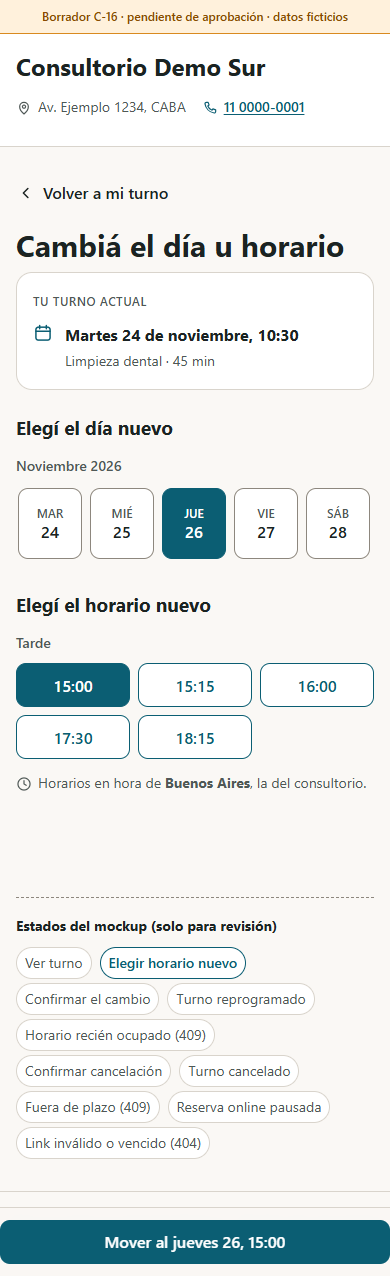 Borrador C-16 · pendiente de aprobación · datos ficticios
Consultorio Demo Sur
Av. Ejemplo 1234, CABA 11 0000-0001
Volver a mi turno
Cambiá el día u horario
TU TURNO ACTUAL
Martes 24 de noviembre, 10:30
Limpieza dental · 45 min
Elegí el día nuevo
Noviembre 2026
MAR MIÉ JUE VIE SÁB
24 25 26 27 28
Elegí el horario nuevo
Tarde
15:00 15:15 16:00
17:30 18:15
Horarios en hora de Buenos Aires, la del consultorio.
Estados del mockup (solo para revisión)
Ver turno Elegir horario nuevo
Confirmar el cambio Turno reprogramado
Horario recién ocupado (409)
Confirmar cancelación Turno cancelado
Fuera de plazo (409) Reserva online pausada
Link inválido o vencido (404)
Mover al jueves 26, 15:00